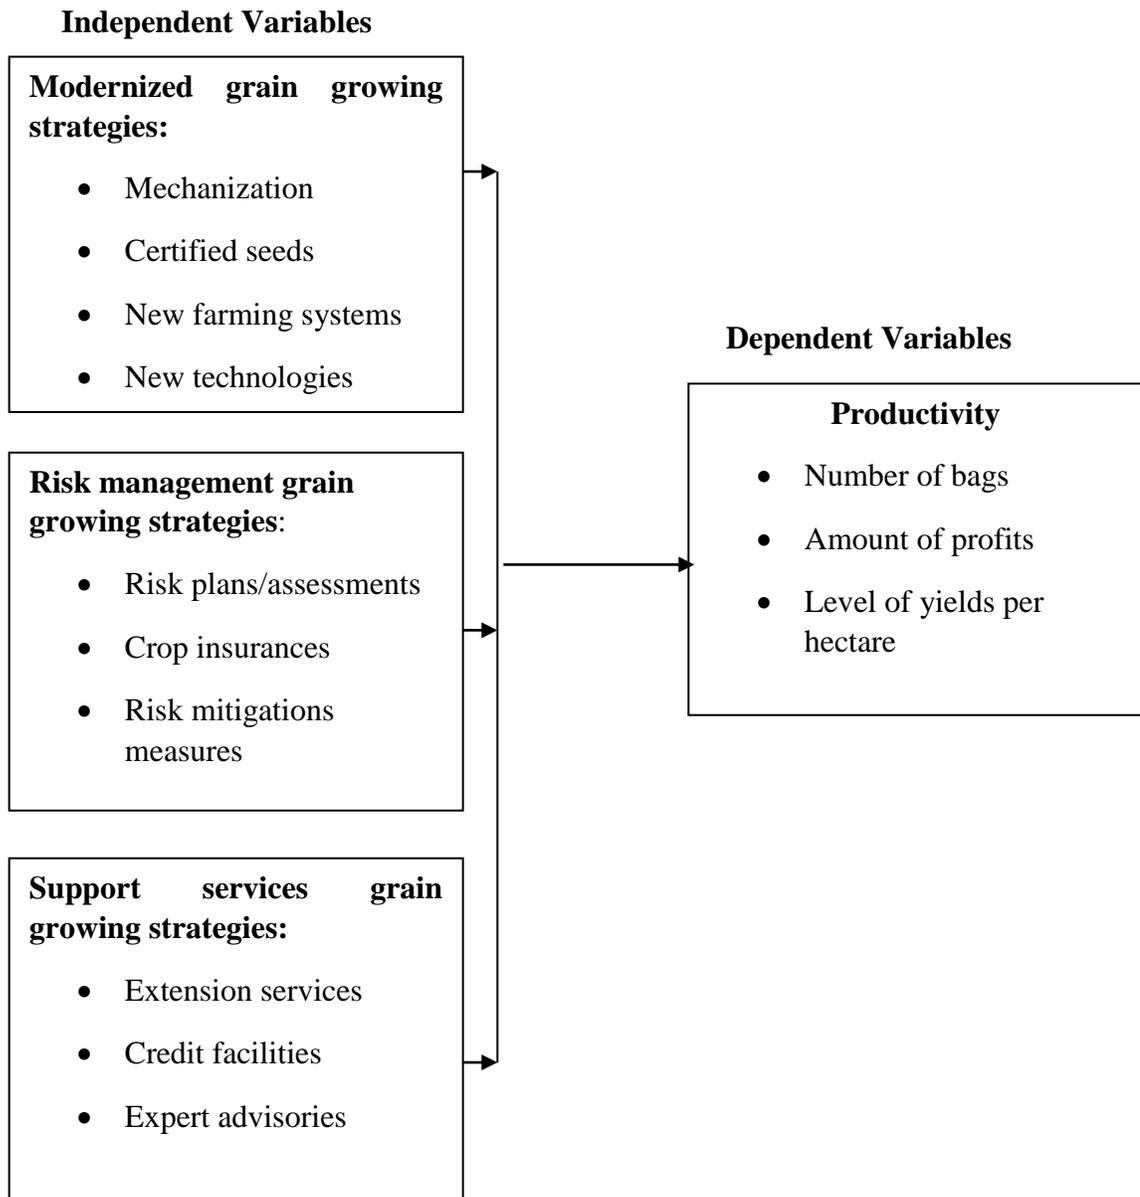 Independent Variables
Modernized grain growing
strategies:
• Mechanization
• Certified seeds
• New farming systems
• New technologies
Risk management grain
growing strategies:
• Risk plans/assessments
• Crop insurances
• Risk mitigations
measures
Support services grain
growing strategies:
• Extension services
• Credit facilities
• Expert advisories
Dependent Variables
Productivity
• Number of bags
• Amount of profits
• Level of yields per
hectare